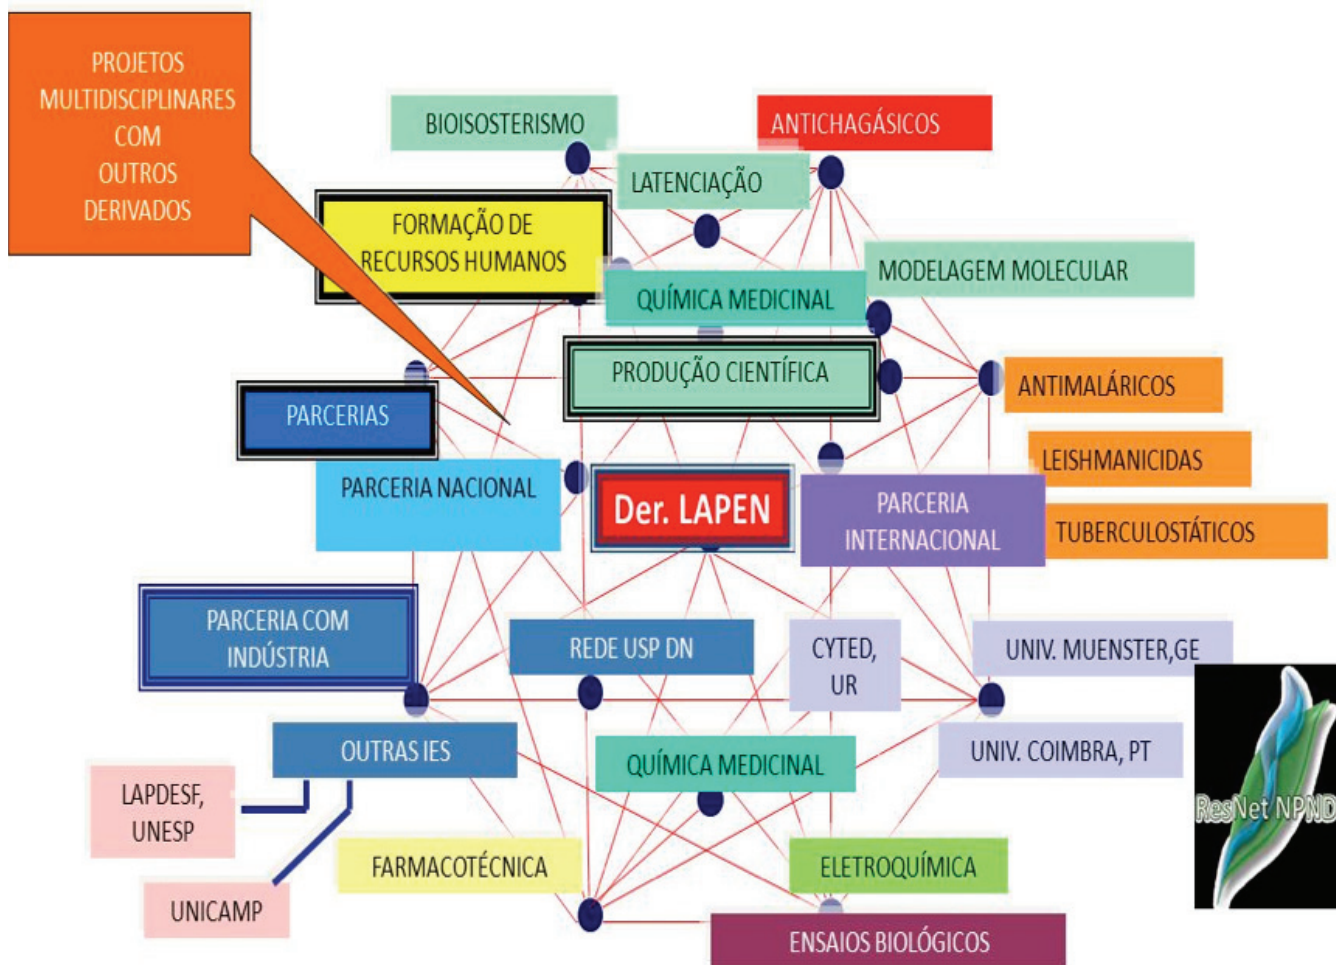 PROJETOS
MULTIDISCIPLINARES
COM
OUTROS
DERIVADOS
BIOISOSTERISMO
ANTICHAGÁSICOS
LATENCIAÇÃO
FORMAÇÃO DE
RECURSOS HUMANOS
MODELAGEM MOLECULAR
QUÍMICA MEDICINAL
PRODUÇÃO CIENTÍFICA
ANTIMALÁRICOS
PARCERIAS
LEISHMANICIDAS
PARCERIA NACIONAL
Der. LAPEN
PARCERIA
INTERNACIONAL
TUBERCULOSTÁTICOS
PARCERIA COM
INDÚSTRIA
REDE USP DN
CYTED,
UR
UNIV. MUENSTER,GE
OUTRAS IES
QUÍMICA MEDICINAL
UNIV. COIMBRA, PT
LAPDESF,
UNESP
ResNet NPND
FARMACOTÉCNICA
ELETROQUÍMICA
UNICAMP
ENSAIOS BIOLÓGICOS